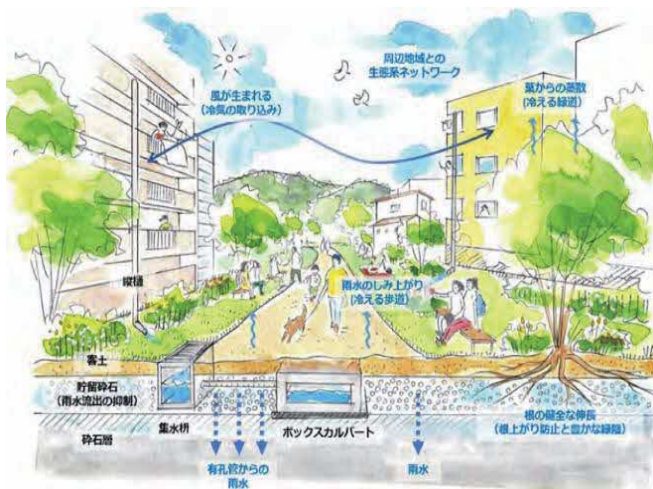 周辺地域との
生態系ネットワーク
風が生まれる
(冷気の取り込み)
葉からの蒸散
(冷える緑道)
縦樋
雨水のしみ上がり
(冷える歩道)
客土
貯留砕石
(雨水流出の抑制)
集水桝
ボックスカルバート
根の健全な伸長
(根上がり防止と豊かな緑陰)
砕石層
有孔管からの
雨水
雨水